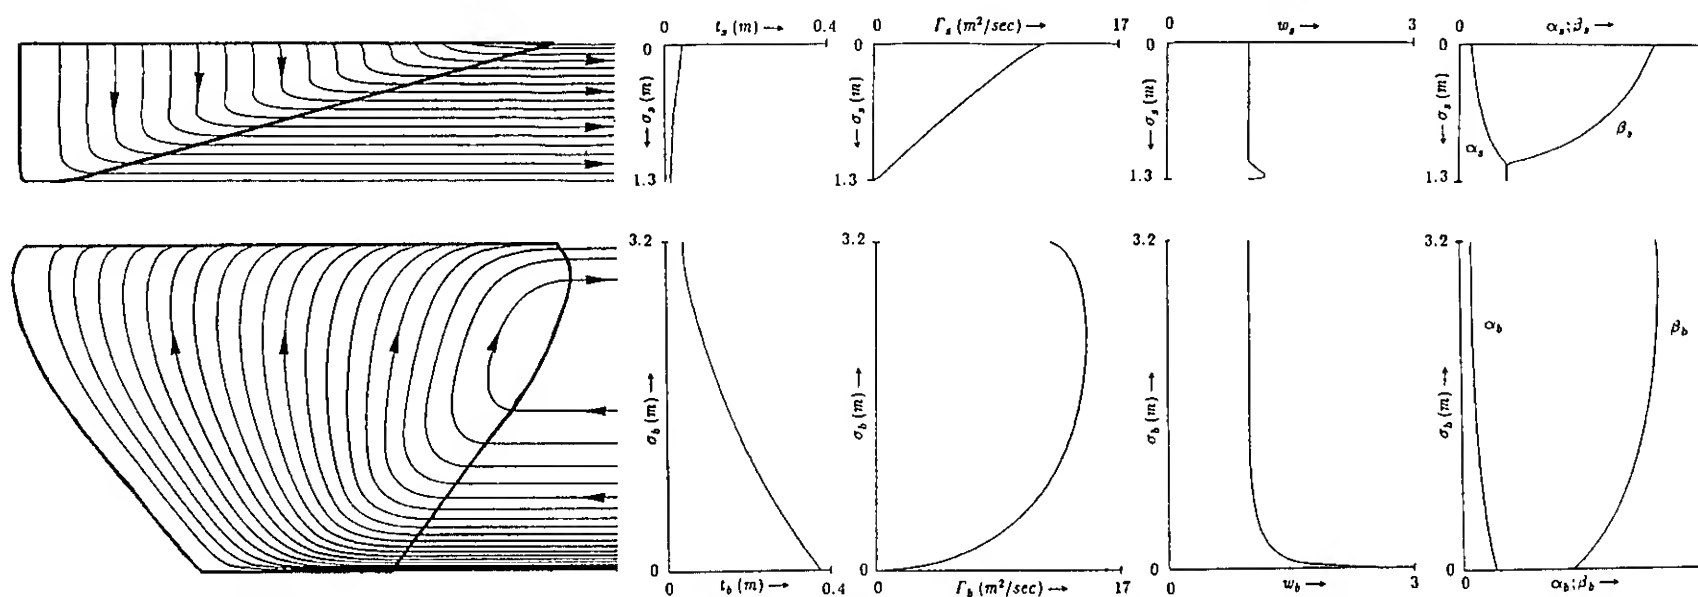 0 t_s (m) → 0.4
0 Γ_s (m²/sec) → 17
0 w_s → 3
0 α_s; β_s →
0 ← σ_s (m) 1.3
0 ← σ_s (m) 1.3
0 ← σ_s (m) 1.3
0 ← σ_s (m) 1.3
α_s β_s
3.2 σ_b (m) → 0
3.2 σ_b (m) → 0
3.2 σ_b (m) → 0
3.2 σ_b (m) → 0
α_b β_b
0 t_b (m) → 0.4
0 Γ_b (m²/sec) → 17
0 w_b → 3
0 α_b; β_b →